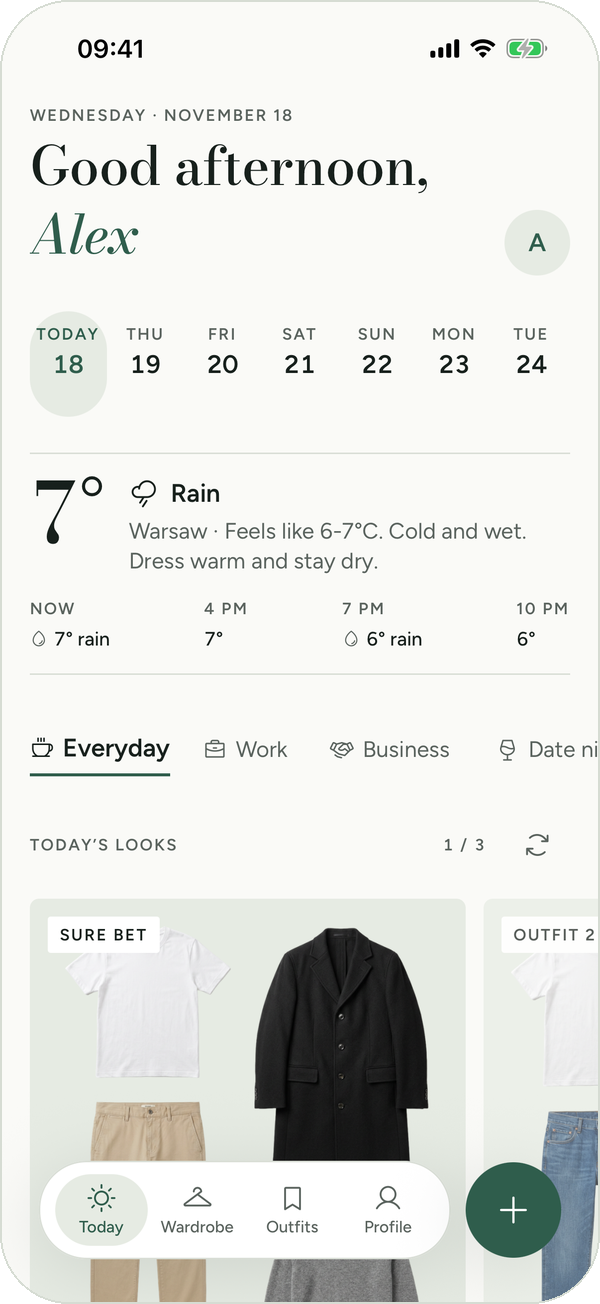 09:41
WEDNESDAY · NOVEMBER 18
Good afternoon,
Alex
A
TODAY THU FRI SAT SUN MON TUE
18 19 20 21 22 23 24
7° Rain
Warsaw · Feels like 6-7°C. Cold and wet.
Dress warm and stay dry.
NOW 4 PM 7 PM 10 PM
7° rain 7° 6° rain 6°
Everyday Work Business Date ni
TODAY’S LOOKS 1 / 3
SURE BET OUTFIT 2
Today Wardrobe Outfits Profile